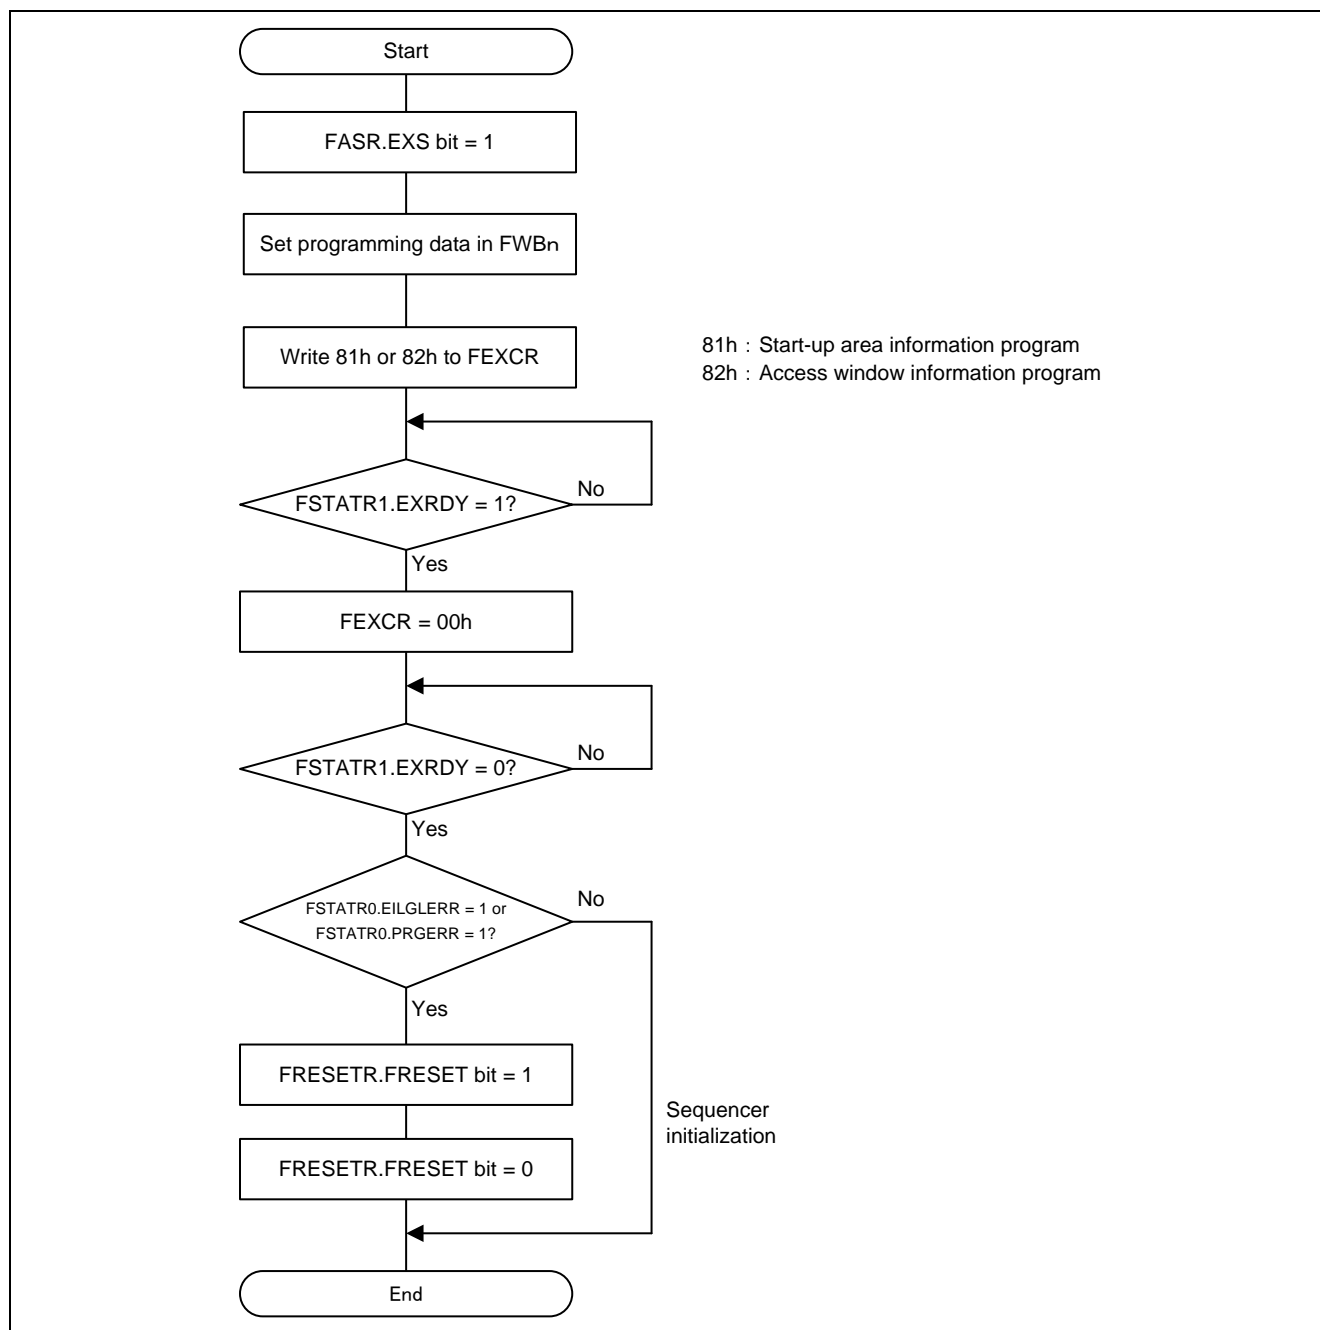 Start
FASR.EXS bit = 1
Set programming data in FWBn
Write 81h or 82h to FEXCR
81h : Start-up area information program
82h : Access window information program
FSTATR1.EXRDY = 1?
No
Yes
FEXCR = 00h
FSTATR1.EXRDY = 0?
No
Yes
FSTATR0.EILGLERR = 1 or
FSTATR0.PRGERR = 1?
No
Yes
FRESETR.FRESET bit = 1
Sequencer
initialization
FRESETR.FRESET bit = 0
End